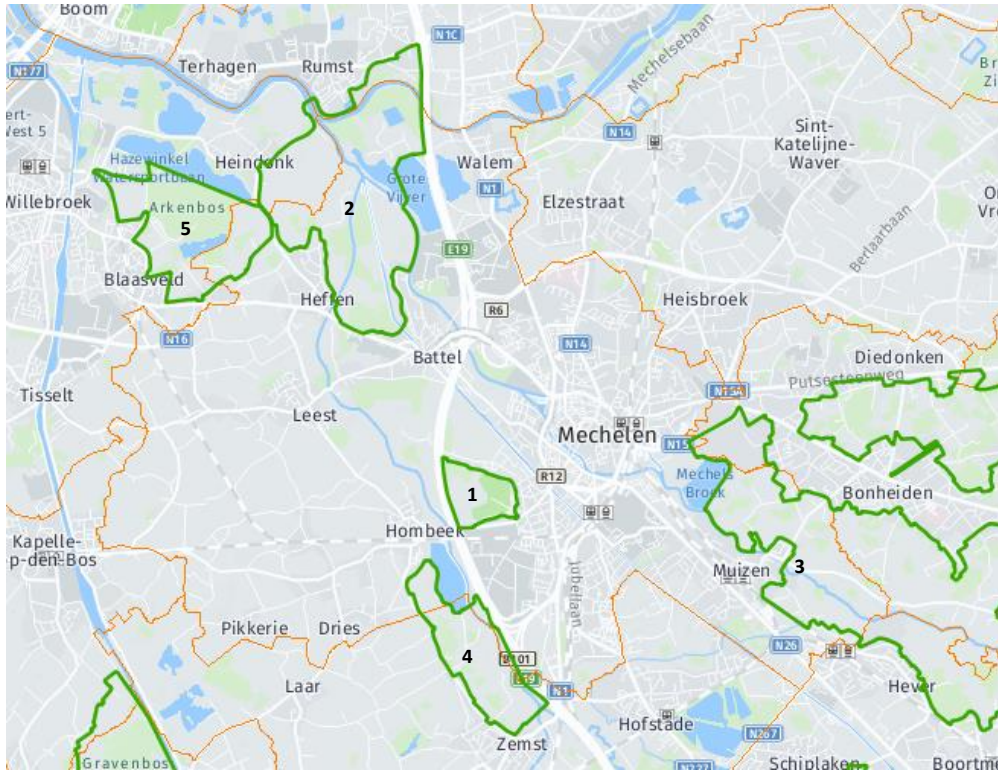 Boom
N1C
Terhagen
Rumst
Mechelsebaan
N177
N14
Sint-
Katelijne-
Waver
Hazewinkel
Watersportbaan
Heindonk
Walem
Grote
Vijver
N1
Willebroek
Arkenbos
2
Elzestraat
5
E19
Berlaarbaan
Blaasveld
Heffen
Heisbroek
R6
N16
N14
Battel
Diedonken
Putsesteenweg
Tisselt
N15A
Leest
Mechelen
N15
R12
Mechels
Broek
1
Bonheiden
Hombeek
Kapelle-
op-den-Bos
3
Muizen
Jubellaan
Pikkerie
Dries
N26
4
B101
E19
Laar
N1
Hever
Hofstade
Zemst
N267
Gravenbos
Schiplaken